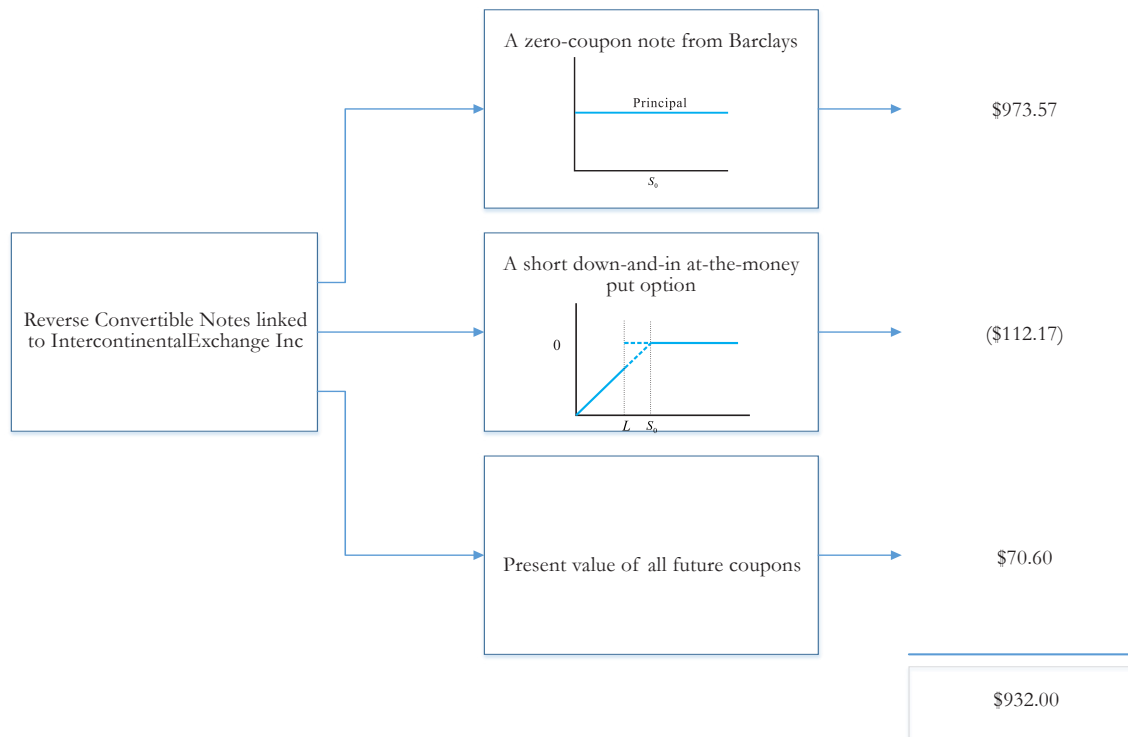 A zero-coupon note from Barclays
Principal
S₀
$973.57
Reverse Convertible Notes linked
to IntercontinentalExchange Inc
A short down-and-in at-the-money
put option
0
L S₀
($112.17)
Present value of all future coupons
$70.60
$932.00